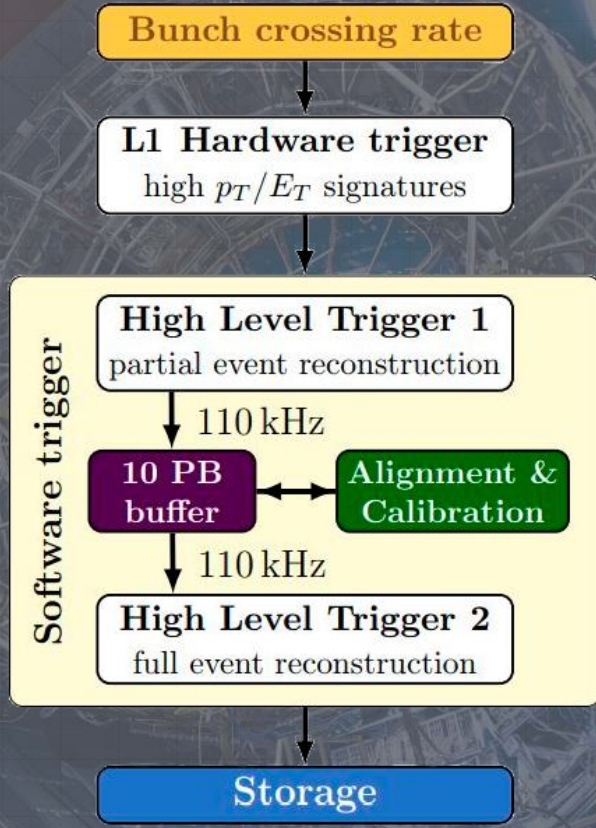 Bunch crossing rate
L1 Hardware trigger
high p_T/E_T signatures
Software trigger
High Level Trigger 1
partial event reconstruction
110 kHz
10 PB
buffer
Alignment &
Calibration
110 kHz
High Level Trigger 2
full event reconstruction
Storage